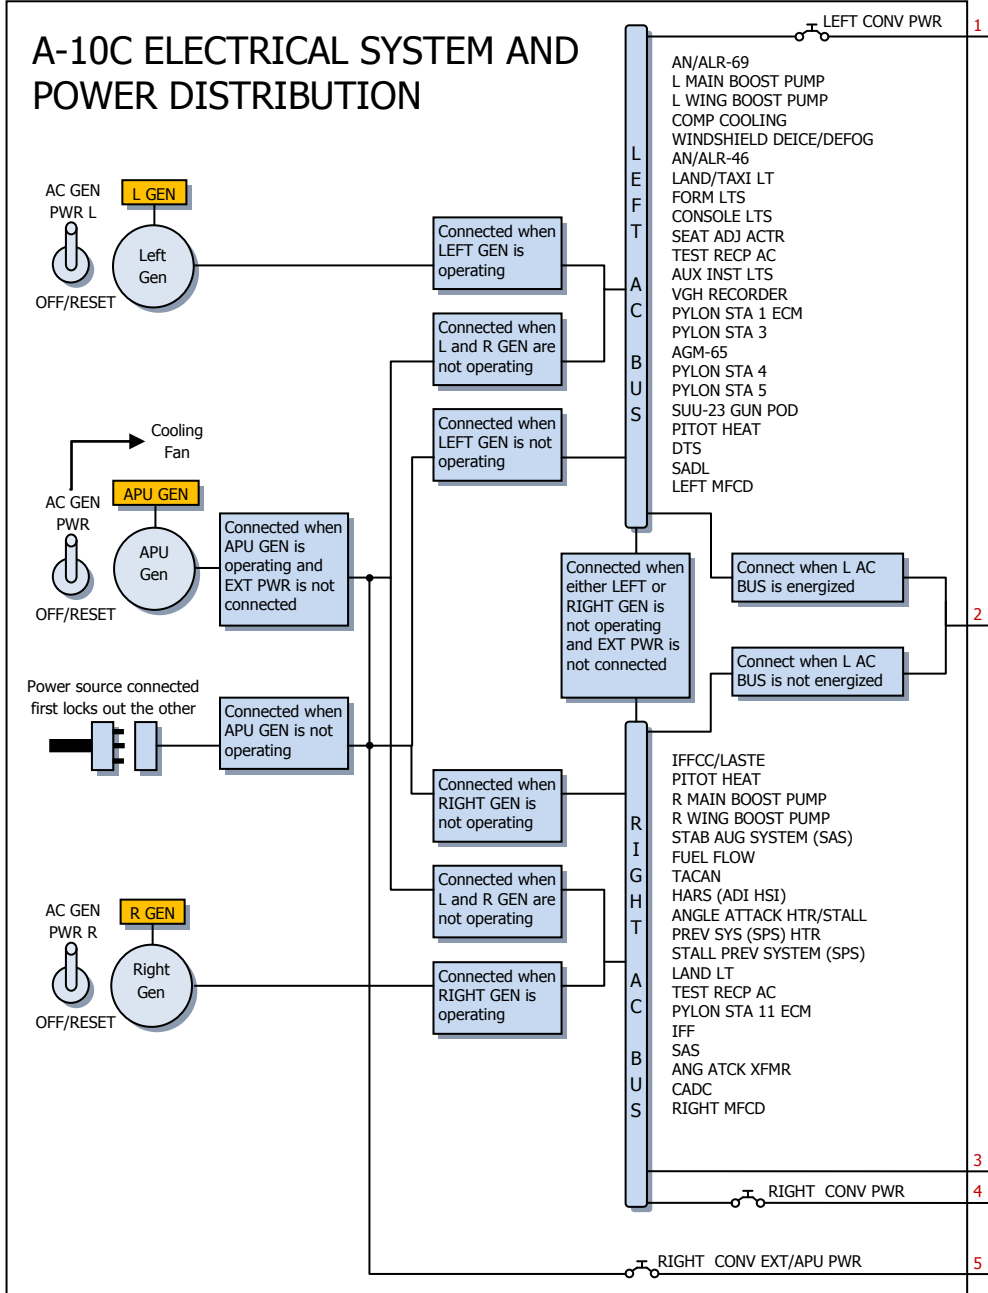 A-10C ELECTRICAL SYSTEM AND
POWER DISTRIBUTION
LEFT CONV PWR
1
AN/ALR-69
L MAIN BOOST PUMP
L WING BOOST PUMP
COMP COOLING
WINDSHIELD DEICE/DEFOG
AN/ALR-46
LAND/TAXI LT
FORM LTS
CONSOLE LTS
SEAT ADJ ACTR
TEST RECP AC
AUX INST LTS
VGH RECORDER
PYLON STA 1 ECM
PYLON STA 3
AGM-65
PYLON STA 4
PYLON STA 5
SUU-23 GUN POD
PITOT HEAT
DTS
SADL
LEFT MFCD
LEFT AC BUS
AC GEN
PWR L
OFF/RESET
L GEN
Left
Gen
Connected when
LEFT GEN is
operating
Connected when
L and R GEN are
not operating
Connected when
LEFT GEN is not
operating
Cooling
Fan
AC GEN
PWR
OFF/RESET
APU GEN
APU
Gen
Connected when
APU GEN is
operating and
EXT PWR is not
connected
Connected when
either LEFT or
RIGHT GEN is
not operating
and EXT PWR is
not connected
Connect when L AC
BUS is energized
2
Connect when L AC
BUS is not energized
Power source connected
first locks out the other
Connected when
APU GEN is not
operating
Connected when
RIGHT GEN is
not operating
Connected when
L and R GEN are
not operating
Connected when
RIGHT GEN is
operating
AC GEN
PWR R
OFF/RESET
R GEN
Right
Gen
RIGHT AC BUS
IFFCC/LASTE
PITOT HEAT
R MAIN BOOST PUMP
R WING BOOST PUMP
STAB AUG SYSTEM (SAS)
FUEL FLOW
TACAN
HARS (ADI HSI)
ANGLE ATTACK HTR/STALL
PREV SYS (SPS) HTR
STALL PREV SYSTEM (SPS)
LAND LT
TEST RECP AC
PYLON STA 11 ECM
IFF
SAS
ANG ATCK XFMR
CADC
RIGHT MFCD
3
RIGHT CONV PWR
4
RIGHT CONV EXT/APU PWR
5